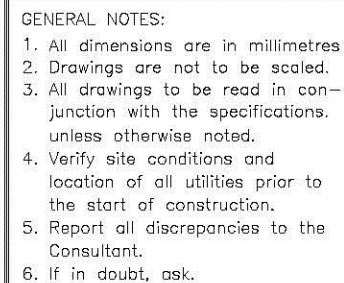 GENERAL NOTES:
1. All dimensions are in millimetres
2. Drawings are not to be scaled.
3. All drawings to be read in con-
junction with the specifications.
unless otherwise noted.
4. Verify site conditions and
location of all utilities prior to
the start of construction.
5. Report all discrepancies to the
Consultant.
6. If in doubt, ask.